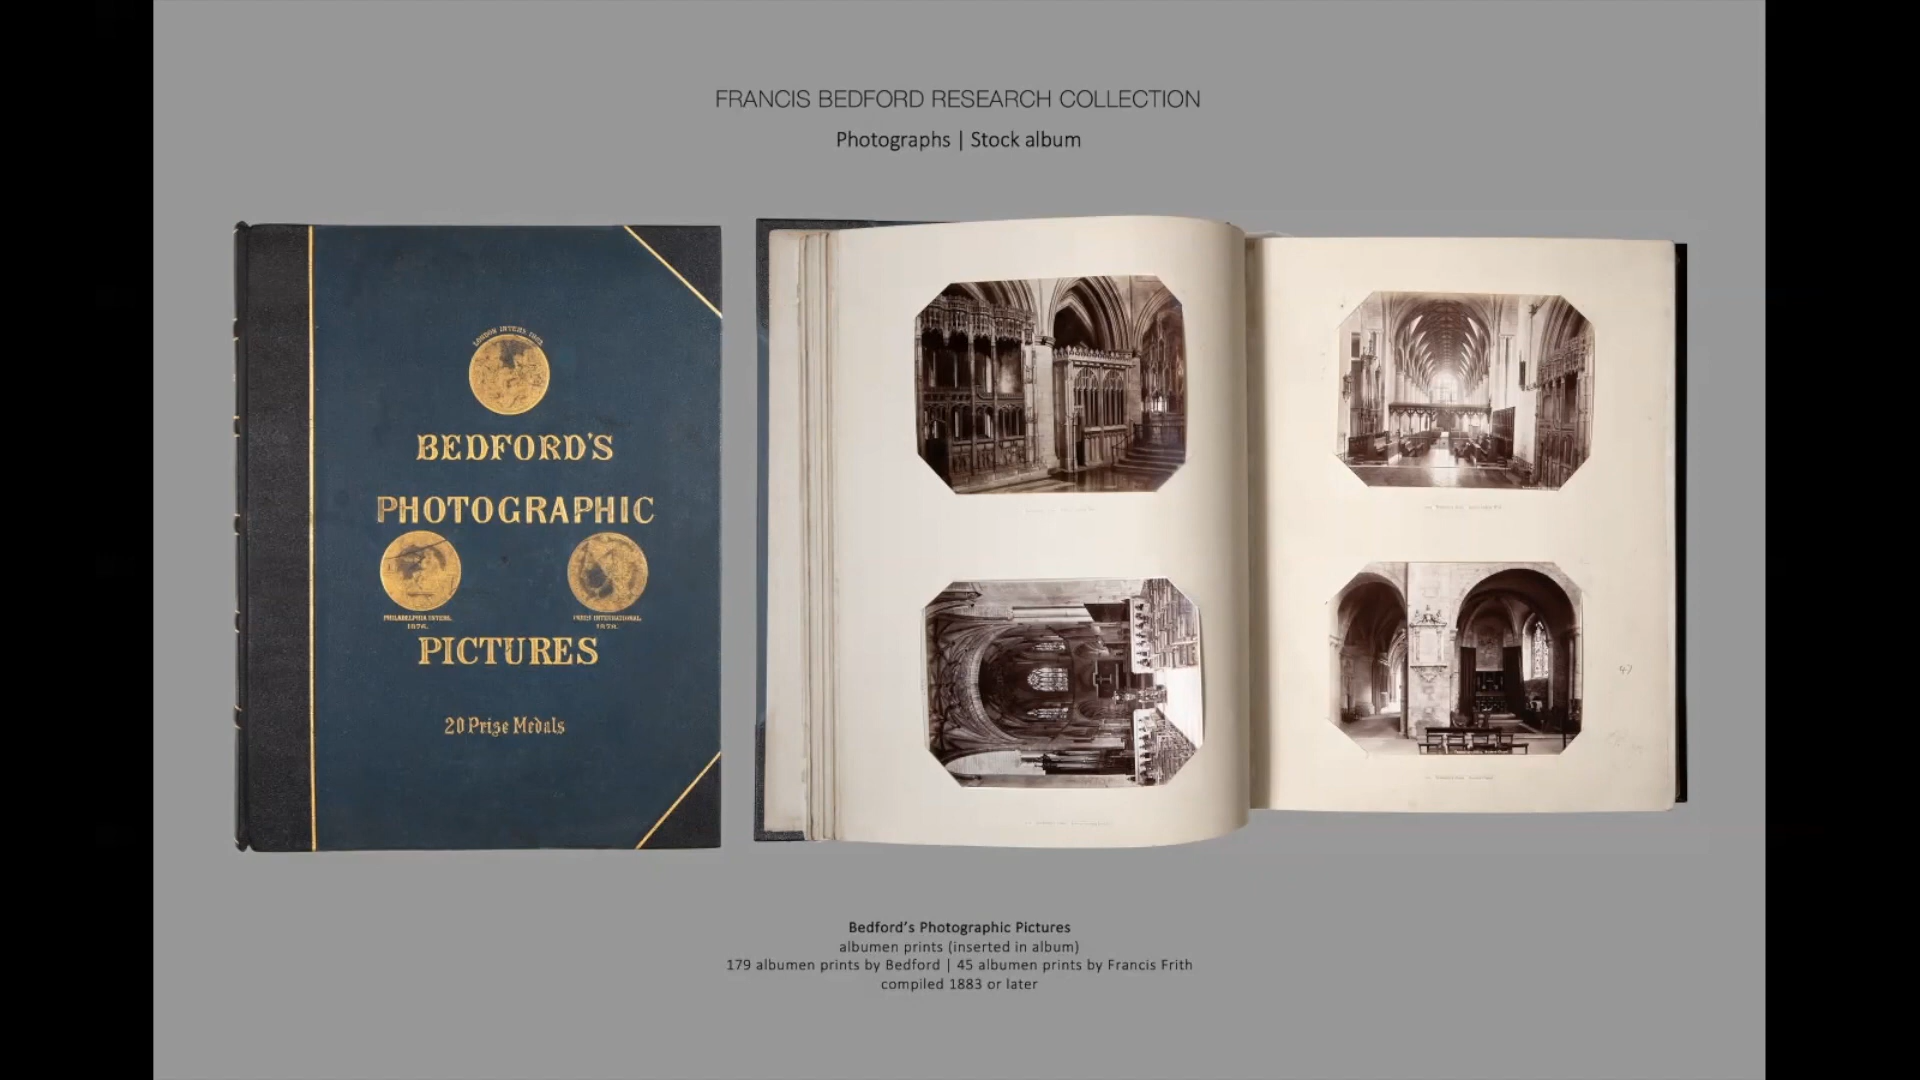 FRANCIS BEDFORD RESEARCH COLLECTION
Photographs | Stock album
LONDON INTERN. 1862
BEDFORD'S
PHOTOGRAPHIC
PHILADELPHIA INTERN.
1876.
PARIS INTERNATIONAL
1878.
PICTURES
20 Prize Medals
47
Bedford's Photographic Pictures
albumen prints (inserted in album)
179 albumen prints by Bedford | 45 albumen prints by Francis Frith
compiled 1883 or later